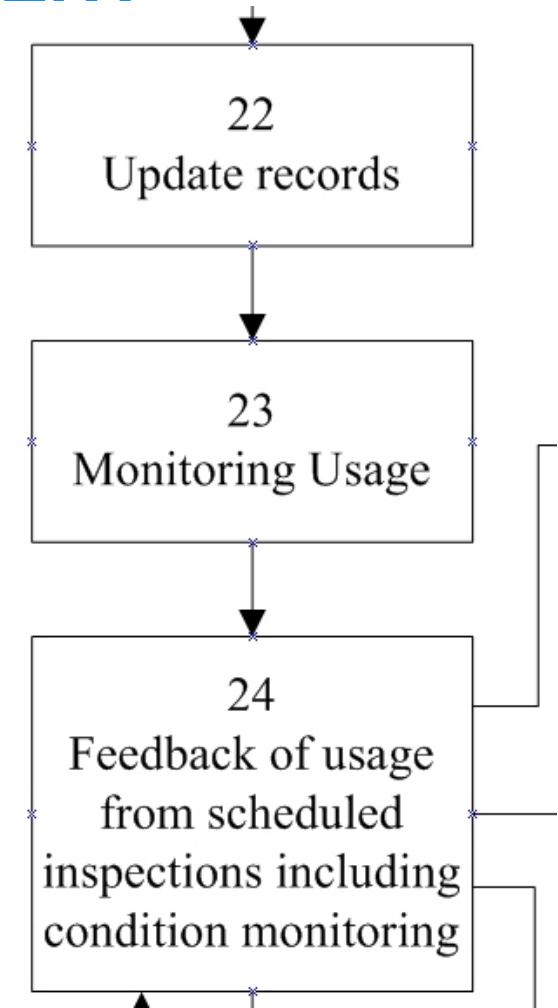 22
Update records
23
Monitoring Usage
24
Feedback of usage
from scheduled
inspections including
condition monitoring